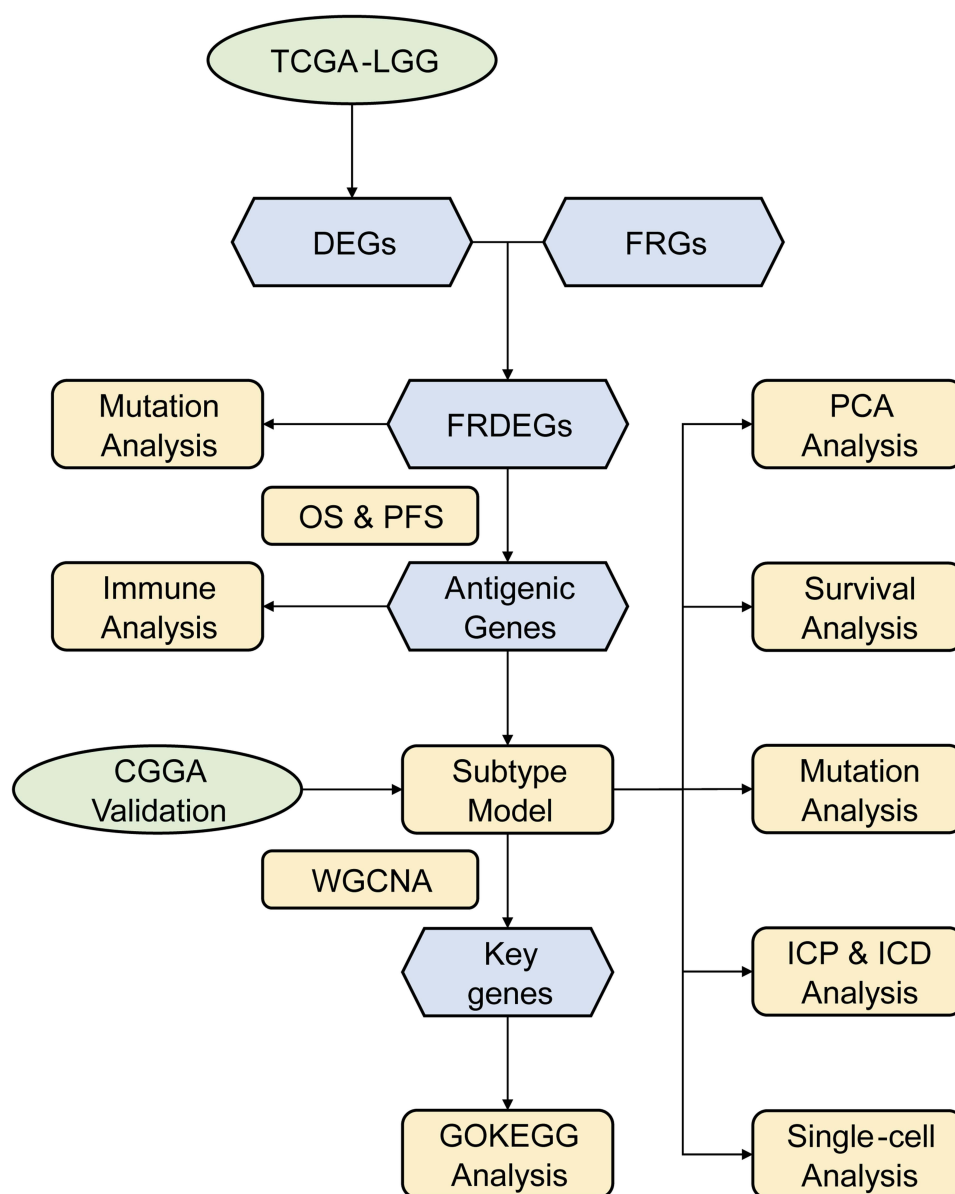 TCGA-LGG
DEGs
FRGs
Mutation
Analysis
FRDEGs
PCA
Analysis
OS & PFS
Immune
Analysis
Antigenic
Genes
Survival
Analysis
CGGA
Validation
Subtype
Model
Mutation
Analysis
WGCNA
Key
genes
ICP & ICD
Analysis
GOKEGG
Analysis
Single-cell
Analysis